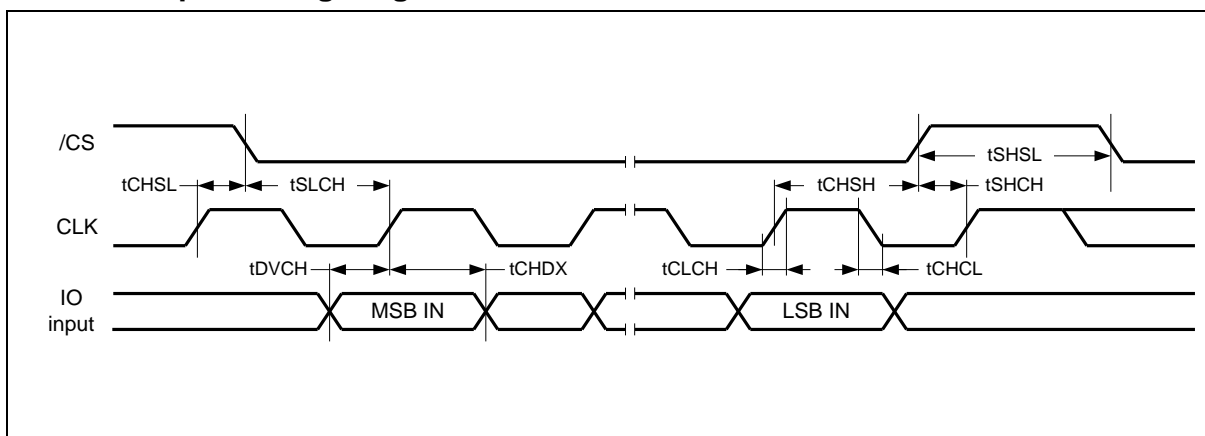 /CS
tSHSL
tCHSL
tSLCH
tCHSH
tSHCH
CLK
tDVCH
tCHDX
tCLCH
tCHCL
IO
input
MSB IN
LSB IN